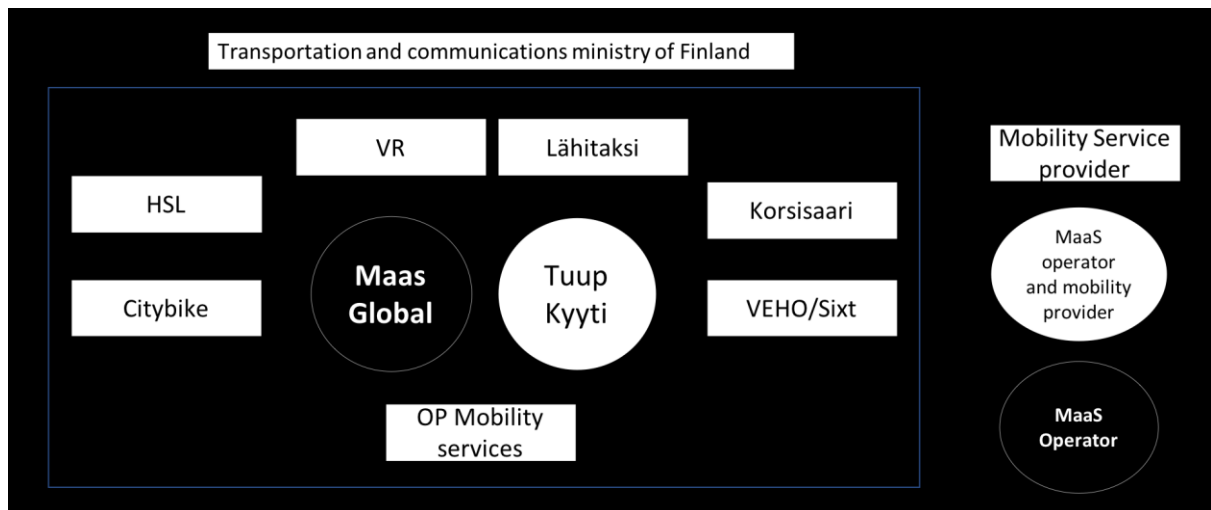 Transportation and communications ministry of Finland
VR
Lähitaksi
HSL
Korsisaari
Citybike
Maas
Global
Tuup
Kyyti
VEHO/Sixt
OP Mobility
services
Mobility Service
provider
MaaS
operator
and mobility
provider
MaaS
Operator